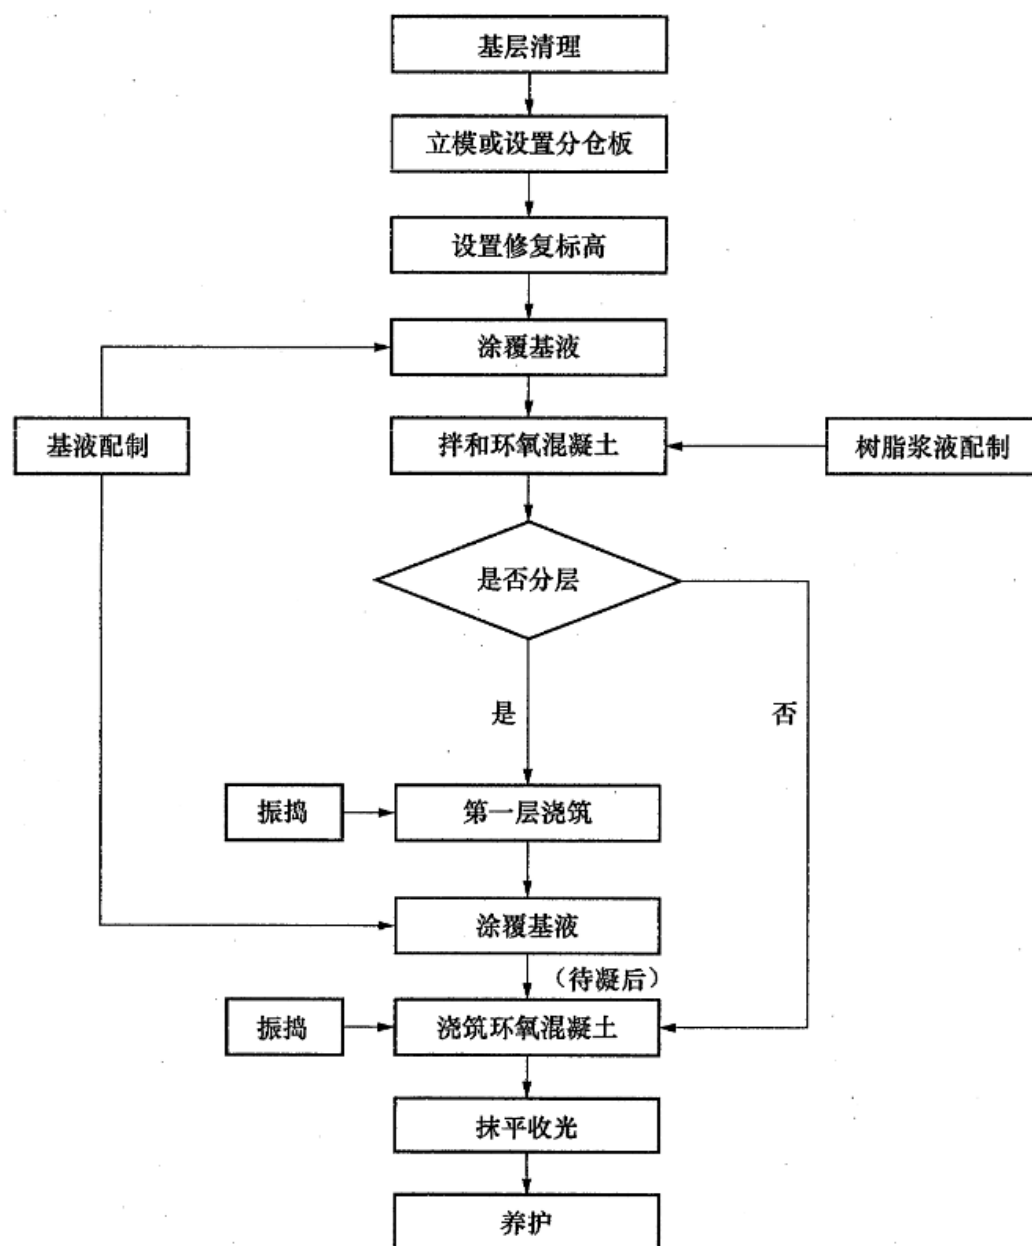 基层清理
立模或设置分仓板
设置修复标高
涂覆基液
基液配制
拌和环氧混凝土
树脂浆液配制
是否分层
是
否
振捣
第一层浇筑
涂覆基液
（待凝后）
振捣
浇筑环氧混凝土
抹平收光
养护